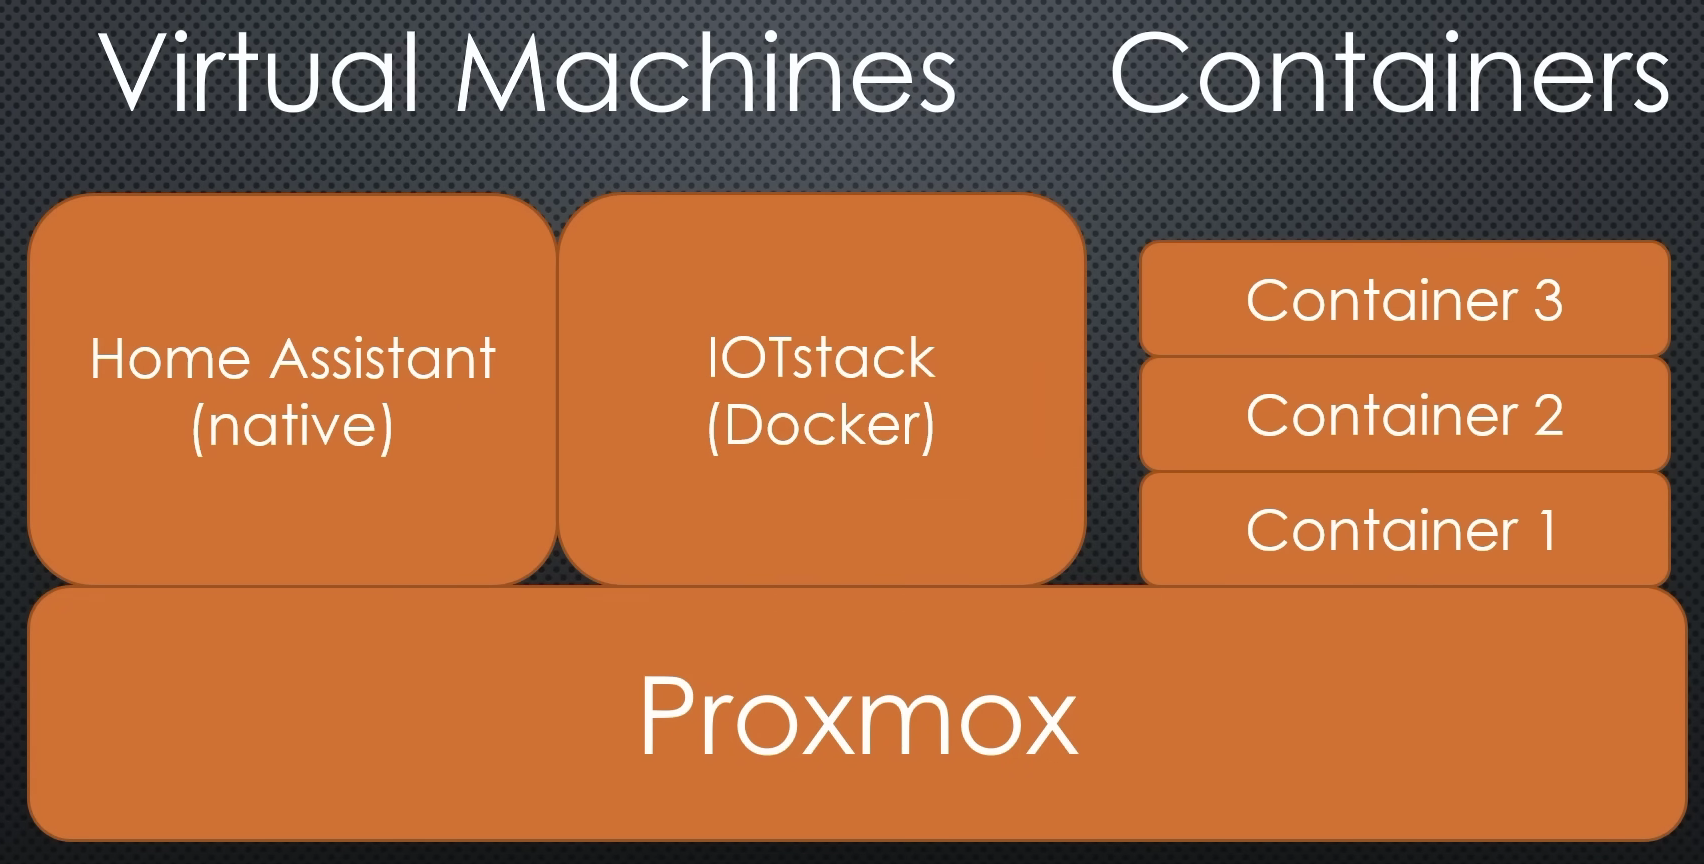 Virtual Machines
Containers
Home Assistant
(native)
IOTstack
(Docker)
Container 3
Container 2
Container 1
Proxmox